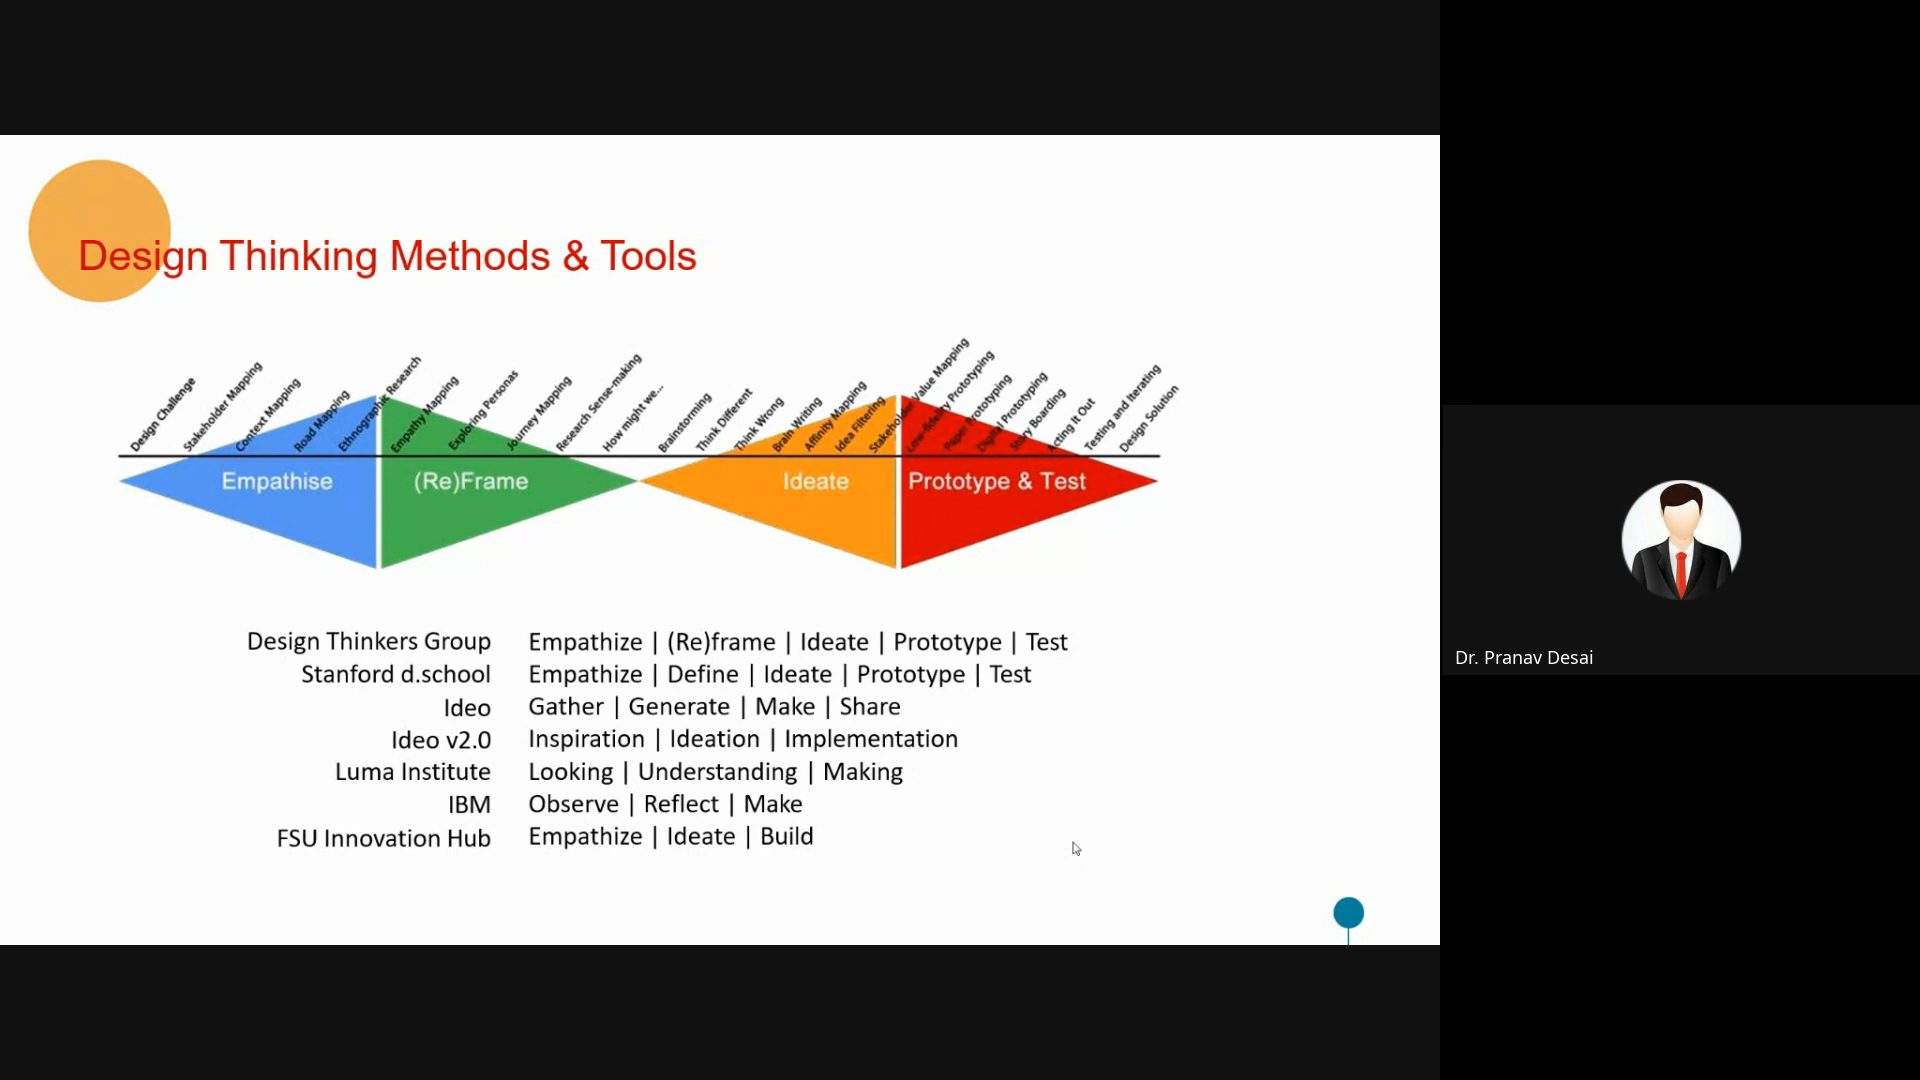 Design Thinking Methods & Tools
Design Challenge
Stakeholder Mapping
Context Mapping
Road Mapping
Ethnographic Research
Empathy Mapping
Exploring Personas
Journey Mapping
Research Sense-making
How might we...
Brainstorming
Think Different
Think Wrong
Brain Writing
Affinity Mapping
Idea Filtering
Stakeholder Value Mapping
Low-fidelity Prototyping
Paper Prototyping
Digital Prototyping
Story Boarding
Acting It Out
Testing and Iterating
Design Solution
Empathise
(Re)Frame
Ideate
Prototype & Test
Design Thinkers Group Empathize | (Re)frame | Ideate | Prototype | Test
Stanford d.school Empathize | Define | Ideate | Prototype | Test
Ideo Gather | Generate | Make | Share
Ideo v2.0 Inspiration | Ideation | Implementation
Luma Institute Looking | Understanding | Making
IBM Observe | Reflect | Make
FSU Innovation Hub Empathize | Ideate | Build
Dr. Pranav Desai